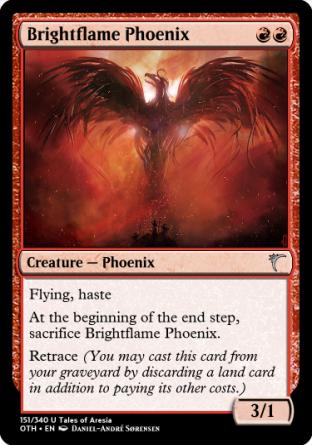 Brightflame Phoenix
Creature — Phoenix
Flying, haste
At the beginning of the end step,
sacrifice Brightflame Phoenix.
Retrace (You may cast this card from
your graveyard by discarding a land card
in addition to paying its other costs.)
3/1
151/340 U Tales of Aresia
OTH • EN Daniel-André Sørensen